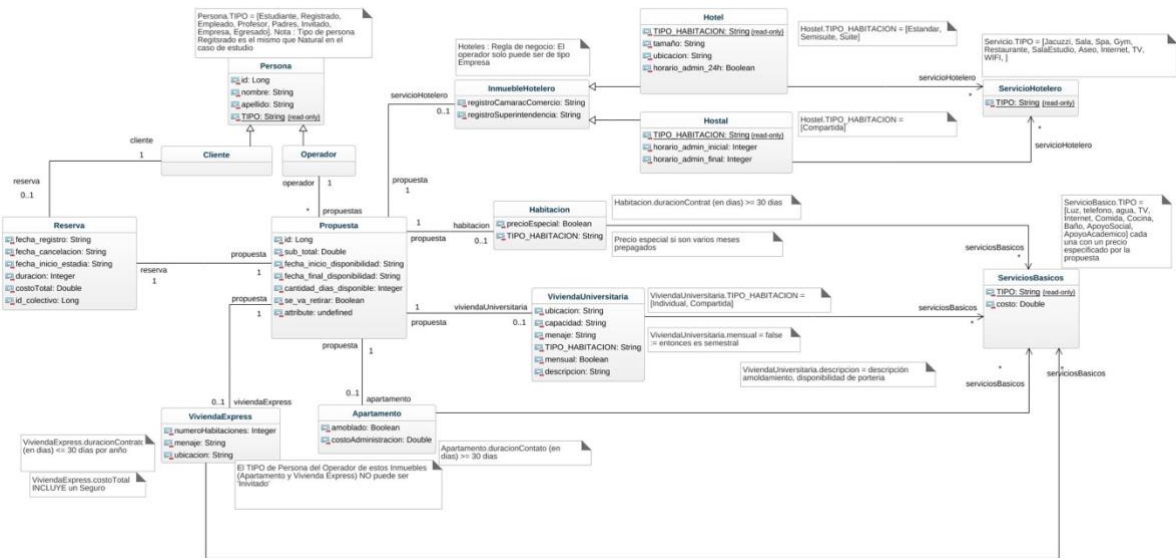 Persona.TIPO = [Estudiante, Registrado,
Empleado, Profesor, Padres, Invitado,
Empresa, Egresado]. Nota : Tipo de persona
Regitsrado es el mismo que Natural en el
caso de estudio
Persona
id: Long
nombre: String
apellido: String
TIPO: String (read-only)
Hoteles : Regla de negocio: El
operador solo puede ser de tipo
Empresa
InmuebleHotelero
registroCamaracComercio: String
registroSuperintendencia: String
servicioHotelero
0..1
Hotel
TIPO_HABITACION: String (read-only)
tamaño: String
ubicacion: String
horario_admin_24h: Boolean
Hostel.TIPO_HABITACION = [Estandar,
Semisuite, Suite]
Servicio.TIPO = [Jacuzzi, Sala, Spa, Gym,
Restaurante, SalaEstudio, Aseo, Internet, TV,
WIFI, ]
servicioHotelero
*
ServicioHotelero
TIPO: String (read-only)
Hostal
TIPO_HABITACION: String (read-only)
horario_admin_inicial: Integer
horario_admin_final: Integer
Hostel.TIPO_HABITACION =
[Compartida]
*
servicioHotelero
cliente
1
Cliente
Operador
operador
1
reserva
0..1
*
propuestas
propuesta
1
Reserva
fecha_registro: String
fecha_cancelacion: String
fecha_inicio_estadia: String
duracion: Integer
costoTotal: Double
id_colectivo: Long
reserva
1
propuesta
1
Propuesta
id: Long
sub_total: Double
fecha_inicio_disponibilidad: String
fecha_final_disponibilidad: String
cantidad_dias_disponible: Integer
se_va_retirar: Boolean
attribute: undefined
1
propuesta
habitacion
0..1
Habitacion
precioEspecial: Boolean
TIPO_HABITACION: String
Habitacion.duracionContrat (en dias) >= 30 dias
Precio especial si son varios meses
prepagados
serviciosBasicos
*
ServicioBasico.TIPO =
[Luz, telefono, agua, TV,
Internet, Comida, Cocina,
Baño, ApoyoSocial,
ApoyoAcademico] cada
una con un precio
especificado por la
propuesta
ServiciosBasicos
TIPO: String (read-only)
costo: Double
1
propuesta
viviendaUniversitaria
0..1
ViviendaUniversitaria
ubicacion: String
capacidad: String
menaje: String
TIPO_HABITACION: String
mensual: Boolean
descripcion: String
ViviendaUniversitaria.TIPO_HABITACION =
[Individual, Compartida]
serviciosBasicos
*
ViviendaUniversitaria.mensual = false
:= entonces es semestral
ViviendaUniversitaria.descripcion = descripción
amoldamiento, disponibilidad de porteria
propuesta
1
0..1
viviendaExpress
propuesta
1
0..1
apartamento
*
serviciosBasicos
*
serviciosBasicos
ViviendaExpress
numeroHabitaciones: Integer
menaje: String
ubicacion: String
Apartamento
amoblado: Boolean
costoAdministracion: Double
ViviendaExpress.duracionContrato
(en dias) <= 30 días por anño
ViviendaExpress.costoTotal
INCLUYE un Seguro
El TIPO de Persona del Operador de estos Inmuebles
(Apartamento y Vivienda Express) NO puede ser
'Inivitado'
Apartamento.duracionContato (en
dias) >= 30 dias